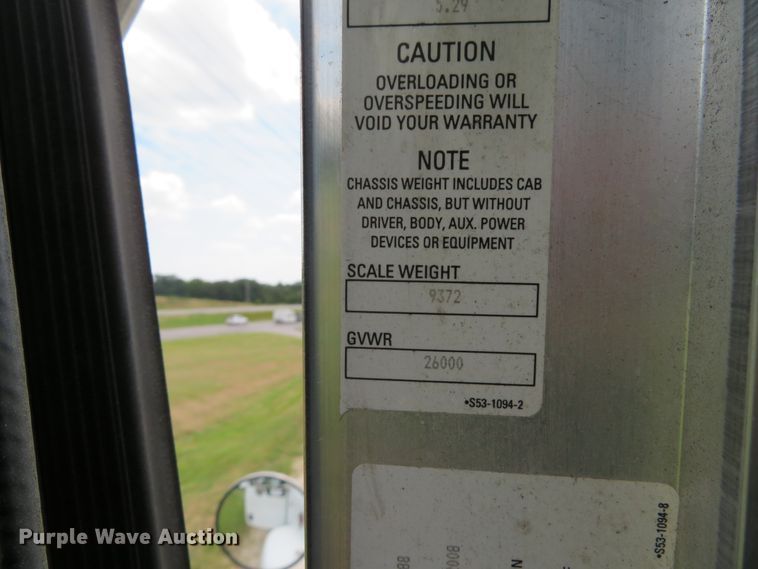 5.29
CAUTION
OVERLOADING OR
OVERSPEEDING WILL
VOID YOUR WARRANTY
NOTE
CHASSIS WEIGHT INCLUDES CAB
AND CHASSIS, BUT WITHOUT
DRIVER, BODY, AUX. POWER
DEVICES OR EQUIPMENT
SCALE WEIGHT
9372
GVWR
26000
*S53-1094-2
*S53-1094-8
Purple Wave Auction